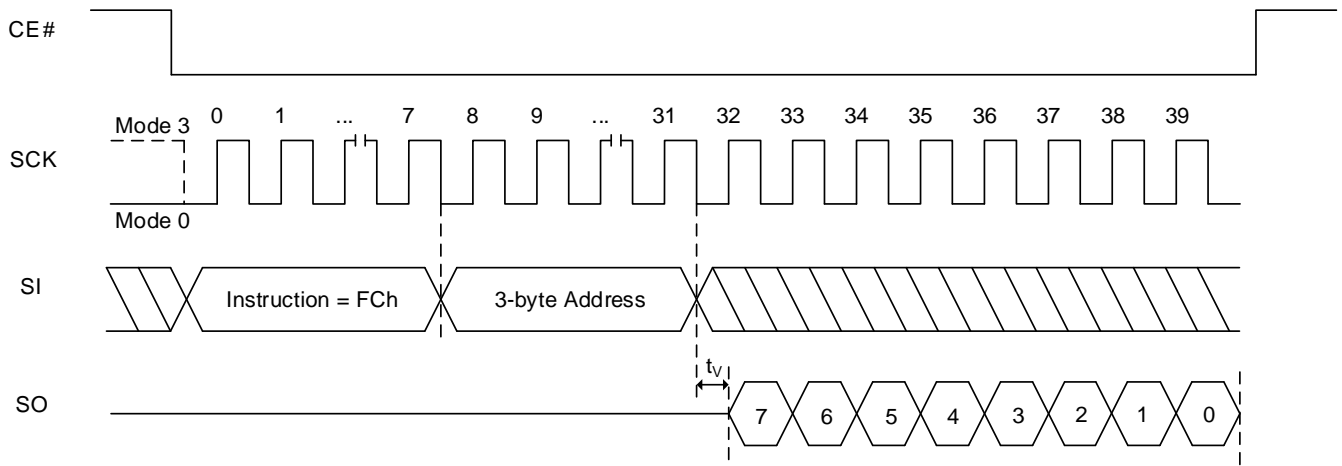 CE#
0 1 ... 7 8 9 ... 31 32 33 34 35 36 37 38 39
Mode 3
SCK
Mode 0
SI
Instruction = FCh
3-byte Address
tV
SO
7 6 5 4 3 2 1 0